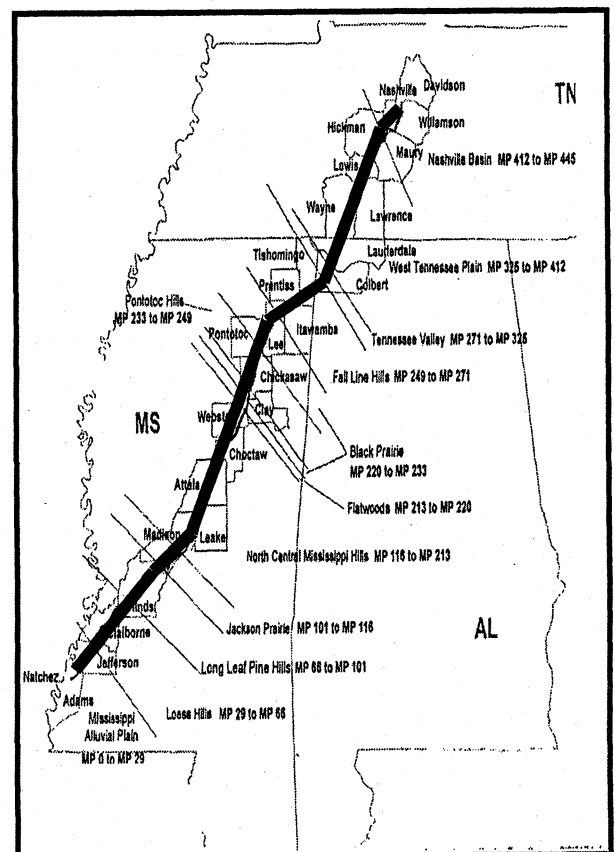 Davidson
Nashville
TN
Williamson
Hickman
Maury
Nashville Basin MP 412 to MP 445
Lewis
Wayne
Lawrence
Lauderdale
Tishomingo
West Tennessee Plain MP 325 to MP 412
Prentiss
Colbert
Pontotoc Hills
MP 233 to MP 249
Itawamba
Pontotoc
Lee
Tennessee Valley MP 271 to MP 325
Chickasaw
Fall Line Hills MP 249 to MP 271
Webst
Clay
MS
Black Prairie
MP 220 to MP 233
Choctaw
Attala
Flatwoods MP 213 to MP 220
Madison
Leake
North Central Mississippi Hills MP 116 to MP 213
Hinds
Jackson Prairie MP 101 to MP 116
AL
Claiborne
Jefferson
Long Leaf Pine Hills MP 66 to MP 101
Natchez
Adams
Loess Hills MP 29 to MP 66
Mississippi
Alluvial Plain
MP 0 to MP 29